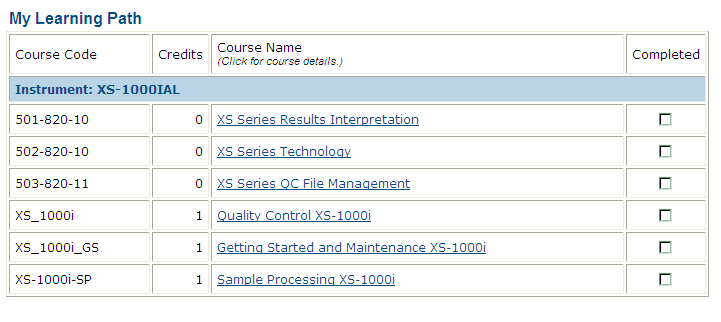 My Learning Path
Course Code Credits Course Name Completed
(Click for course details.)
Instrument: XS-1000IAL
501-820-10 0 XS Series Results Interpretation
502-820-10 0 XS Series Technology
503-820-11 0 XS Series QC File Management
XS_1000i 1 Quality Control XS-1000i
XS_1000i_GS 1 Getting Started and Maintenance XS-1000i
XS-1000i-SP 1 Sample Processing XS-1000i